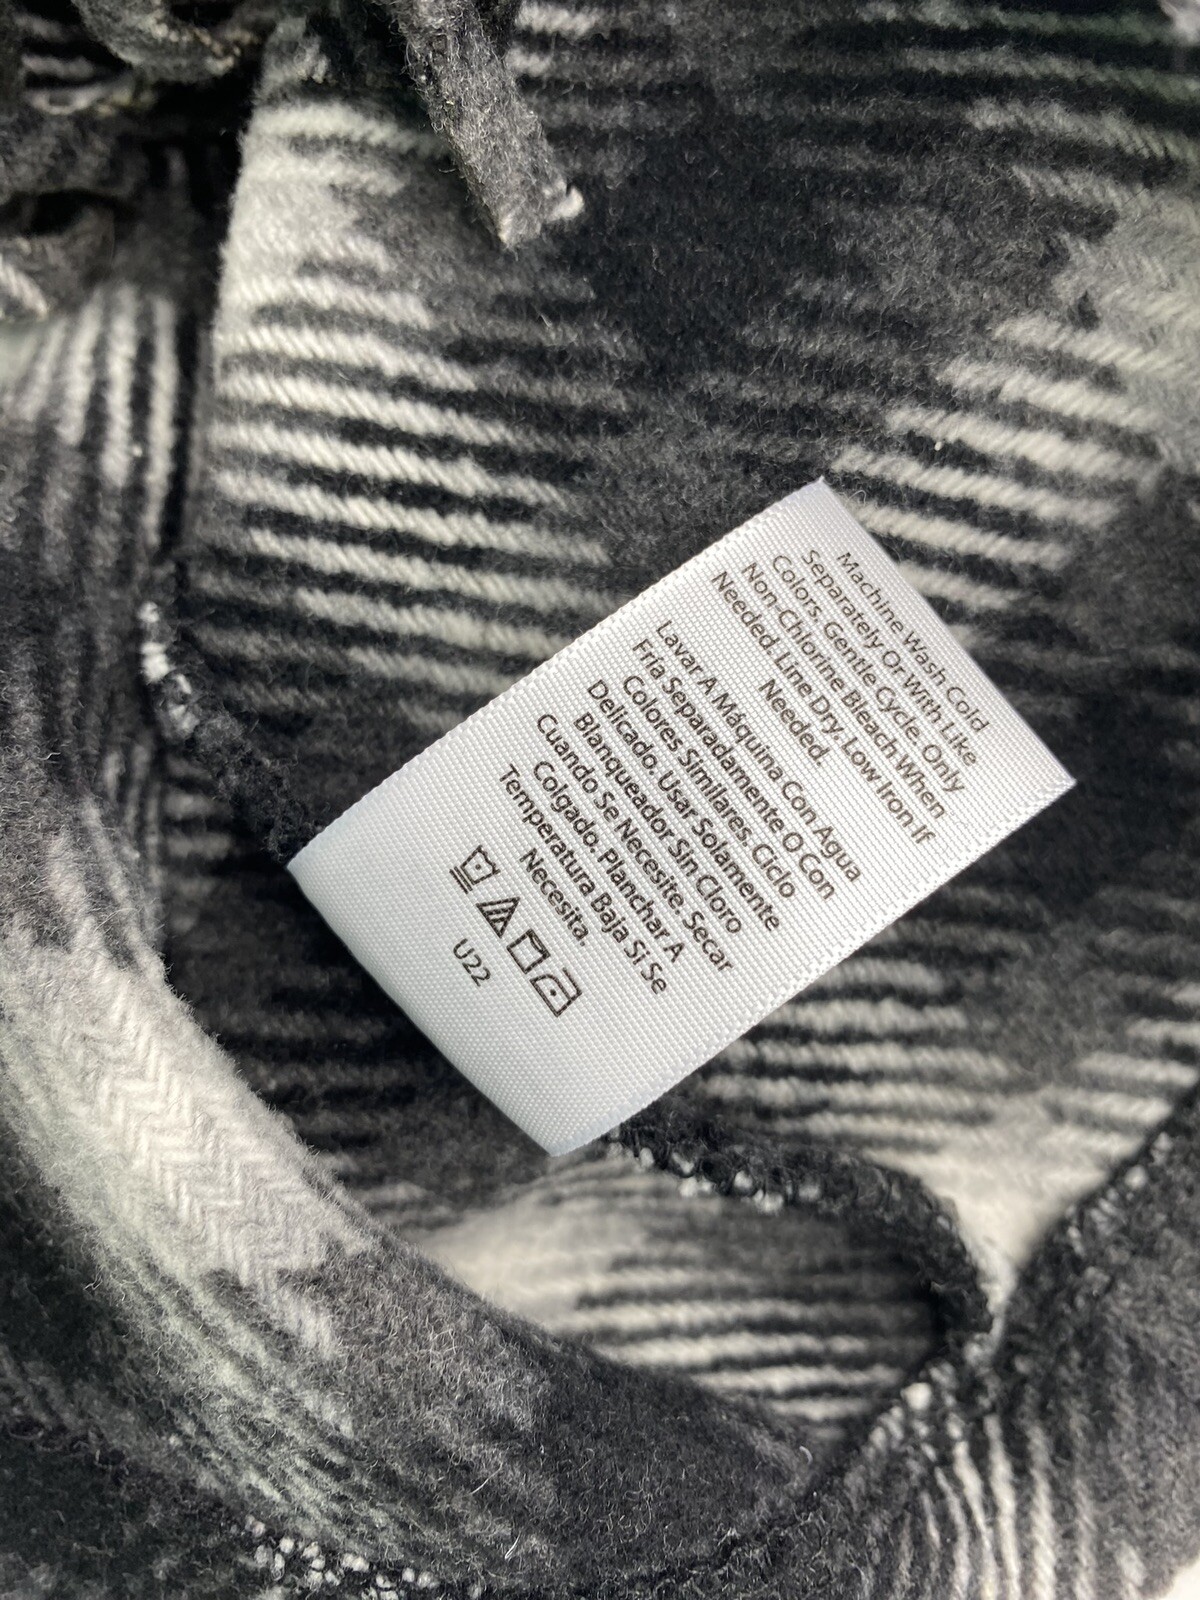 Machine Wash Cold
Separately Or With Like
Colors. Gentle Cycle. Only
Non-Chlorine Bleach When
Needed. Line Dry. Low Iron If
Needed.
Lavar A Máquina Con Agua
Fría Separadamente O Con
Colores Similares. Ciclo
Delicado. Usar Solamente
Blanqueador Sin Cloro
Cuando Se Necesite. Secar
Colgado. Planchar A
Temperatura Baja Si Se
Necesita.
U22